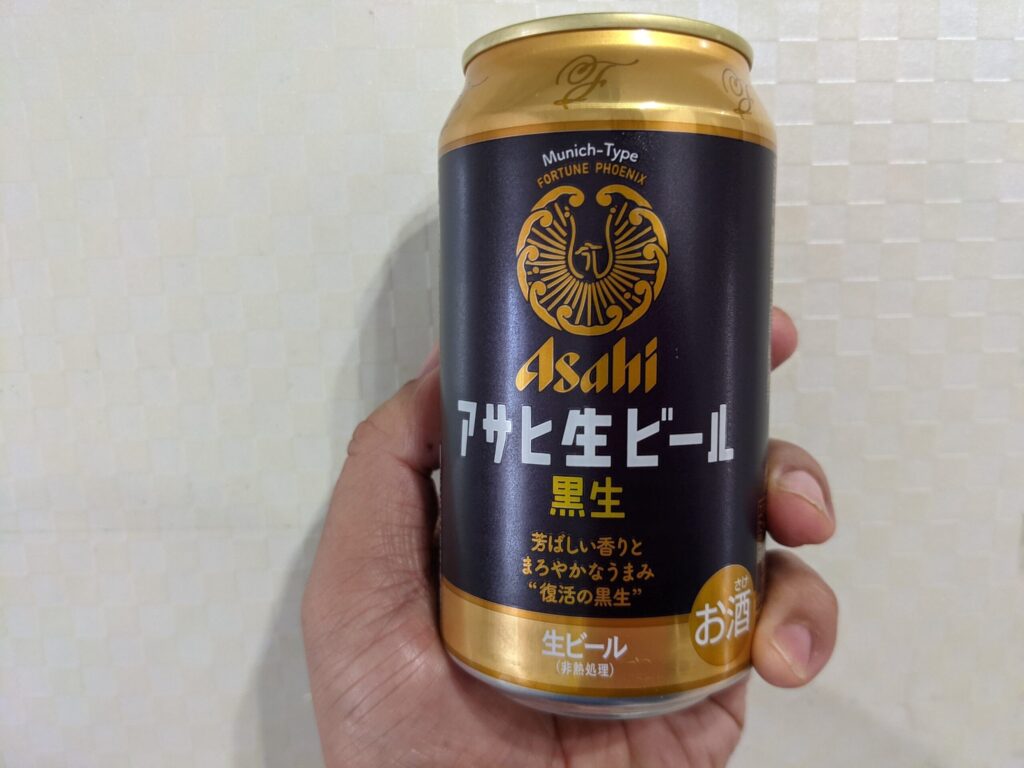 F
Munich-Type
FORTUNE PHOENIX
Asahi
アサヒ生ビール
黒生
芳ばしい香りと
まろやかなうまみ
“復活の黒生”
さけ
お酒
生ビール
(非熱処理)